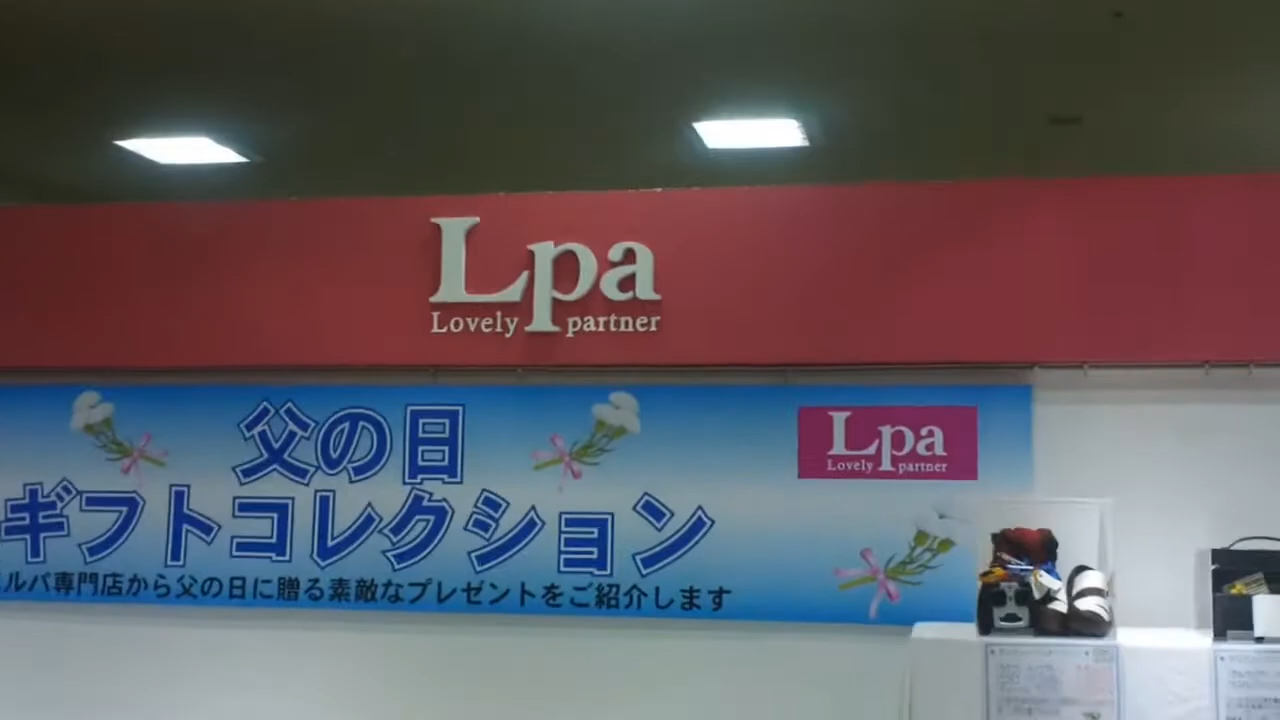 Lpa
Lovely partner
父の日
ギフトコレクション
Lpa
Lovely partner
ルパ専門店から父の日に贈る素敵なプレゼントをご紹介します